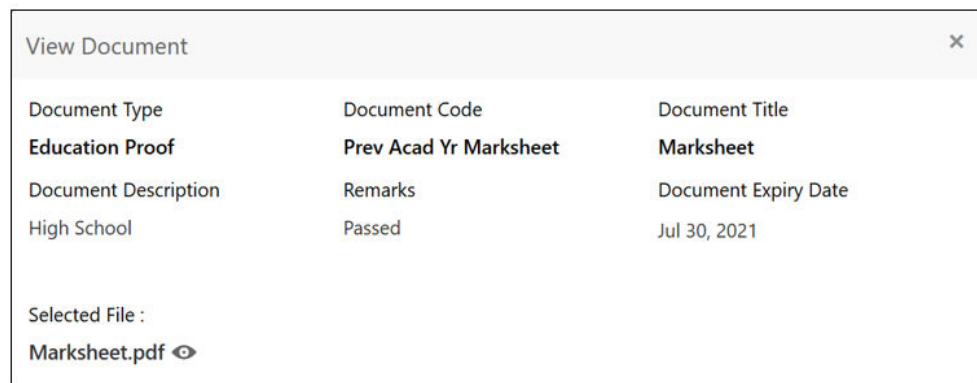 View Document ×
Document Type Document Code Document Title
Education Proof Prev Acad Yr Marksheet Marksheet
Document Description Remarks Document Expiry Date
High School Passed Jul 30, 2021
Selected File :
Marksheet.pdf